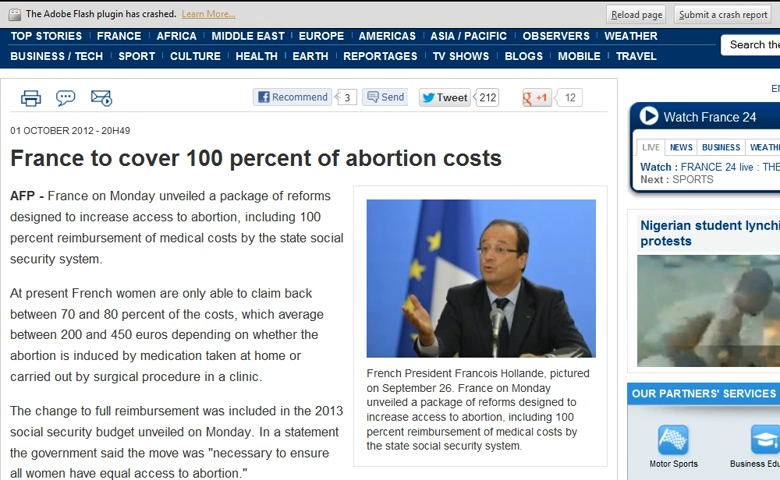 The Adobe Flash plugin has crashed. Learn More...
Reload page
Submit a crash report
TOP STORIES FRANCE AFRICA MIDDLE EAST EUROPE AMERICAS ASIA / PACIFIC OBSERVERS WEATHER
BUSINESS / TECH SPORT CULTURE HEALTH EARTH REPORTAGES TV SHOWS BLOGS MOBILE TRAVEL
Search the
Recommend 3 Send Tweet 212 +1 12
01 OCTOBER 2012 - 20H49
France to cover 100 percent of abortion costs
AFP - France on Monday unveiled a package of reforms
designed to increase access to abortion, including 100
percent reimbursement of medical costs by the state social
security system.
At present French women are only able to claim back
between 70 and 80 percent of the costs, which average
between 200 and 450 euros depending on whether the
abortion is induced by medication taken at home or
carried out by surgical procedure in a clinic.
The change to full reimbursement was included in the 2013
social security budget unveiled on Monday. In a statement
the government said the move was "necessary to ensure
all women have equal access to abortion."
French President Francois Hollande, pictured
on September 26. France on Monday
unveiled a package of reforms designed to
increase access to abortion, including 100
percent reimbursement of medical costs by
the state social security system.
EN
Watch France 24
LIVE NEWS BUSINESS WEATH
Watch : FRANCE 24 live : THE
Next : SPORTS
Nigerian student lynchi
protests
OUR PARTNERS' SERVICES
Motor Sports
Business Edu